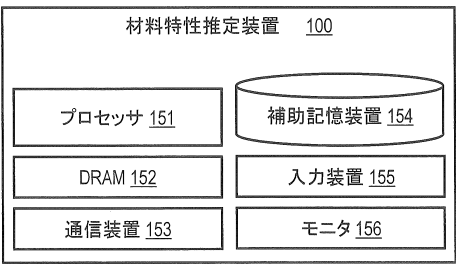 材料特性推定装置 100
プロセッサ 151
補助記憶装置 154
DRAM 152
入力装置 155
通信装置 153
モニタ 156